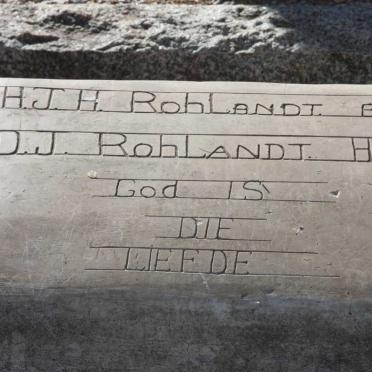 H.J.H. RohLANDT.
D.J. RohLANDT. H
God IS
DIE
LIEFDE